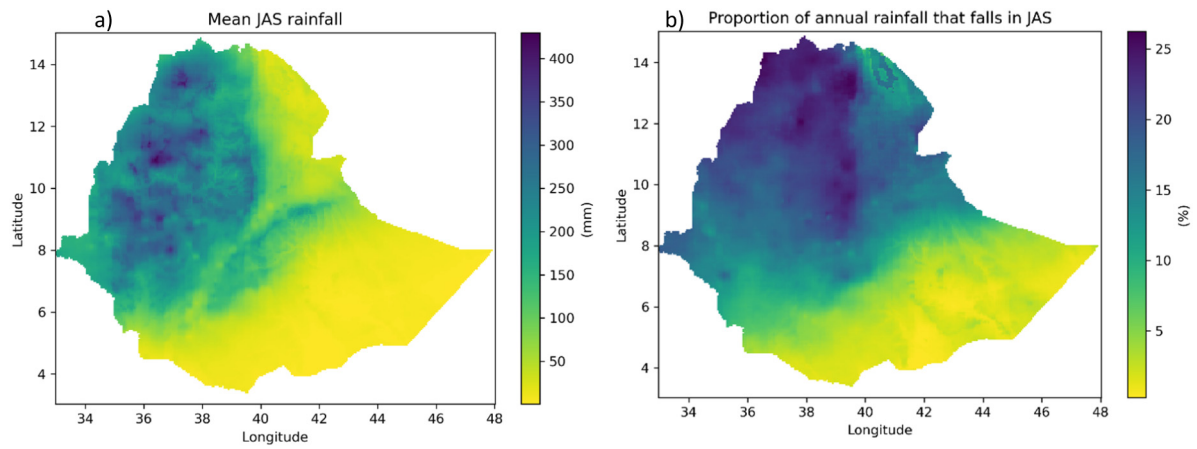 a)
Mean JAS rainfall
14
12
10
8
6
4
Latitude
34 36 38 40 42 44 46 48
Longitude
400
350
300
250
200
150
100
50
(mm)
b)
Proportion of annual rainfall that falls in JAS
14
12
10
8
6
4
Latitude
34 36 38 40 42 44 46 48
Longitude
25
20
15
10
5
(%)